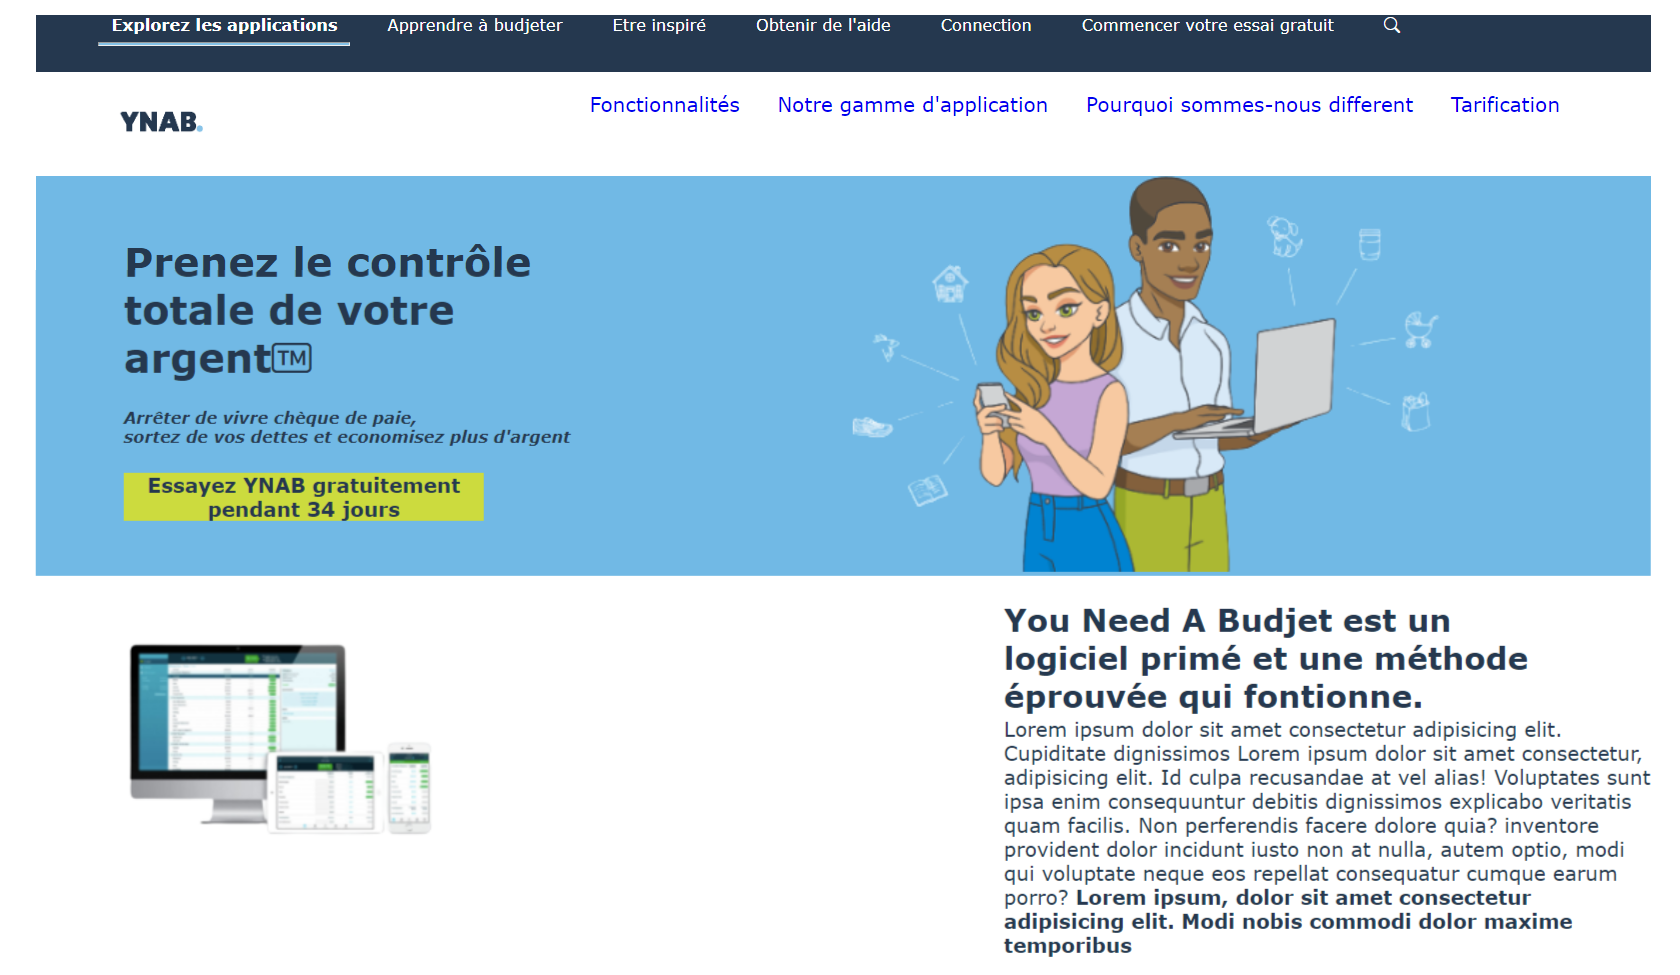 Explorez les applications Apprendre à budjeter Etre inspiré Obtenir de l'aide Connection Commencer votre essai gratuit
YNAB.
Fonctionnalités Notre gamme d'application Pourquoi sommes-nous different Tarification
Prenez le contrôle
totale de votre
argent™
Arrêter de vivre chèque de paie,
sortez de vos dettes et economisez plus d'argent
Essayez YNAB gratuitement
pendant 34 jours
You Need A Budjet est un
logiciel primé et une méthode
éprouvée qui fontionne.
Lorem ipsum dolor sit amet consectetur adipisicing elit.
Cupiditate dignissimos Lorem ipsum dolor sit amet consectetur,
adipisicing elit. Id culpa recusandae at vel alias! Voluptates sunt
ipsa enim consequuntur debitis dignissimos explicabo veritatis
quam facilis. Non perferendis facere dolore quia? inventore
provident dolor incidunt iusto non at nulla, autem optio, modi
qui voluptate neque eos repellat consequatur cumque earum
porro? Lorem ipsum, dolor sit amet consectetur
adipisicing elit. Modi nobis commodi dolor maxime
temporibus